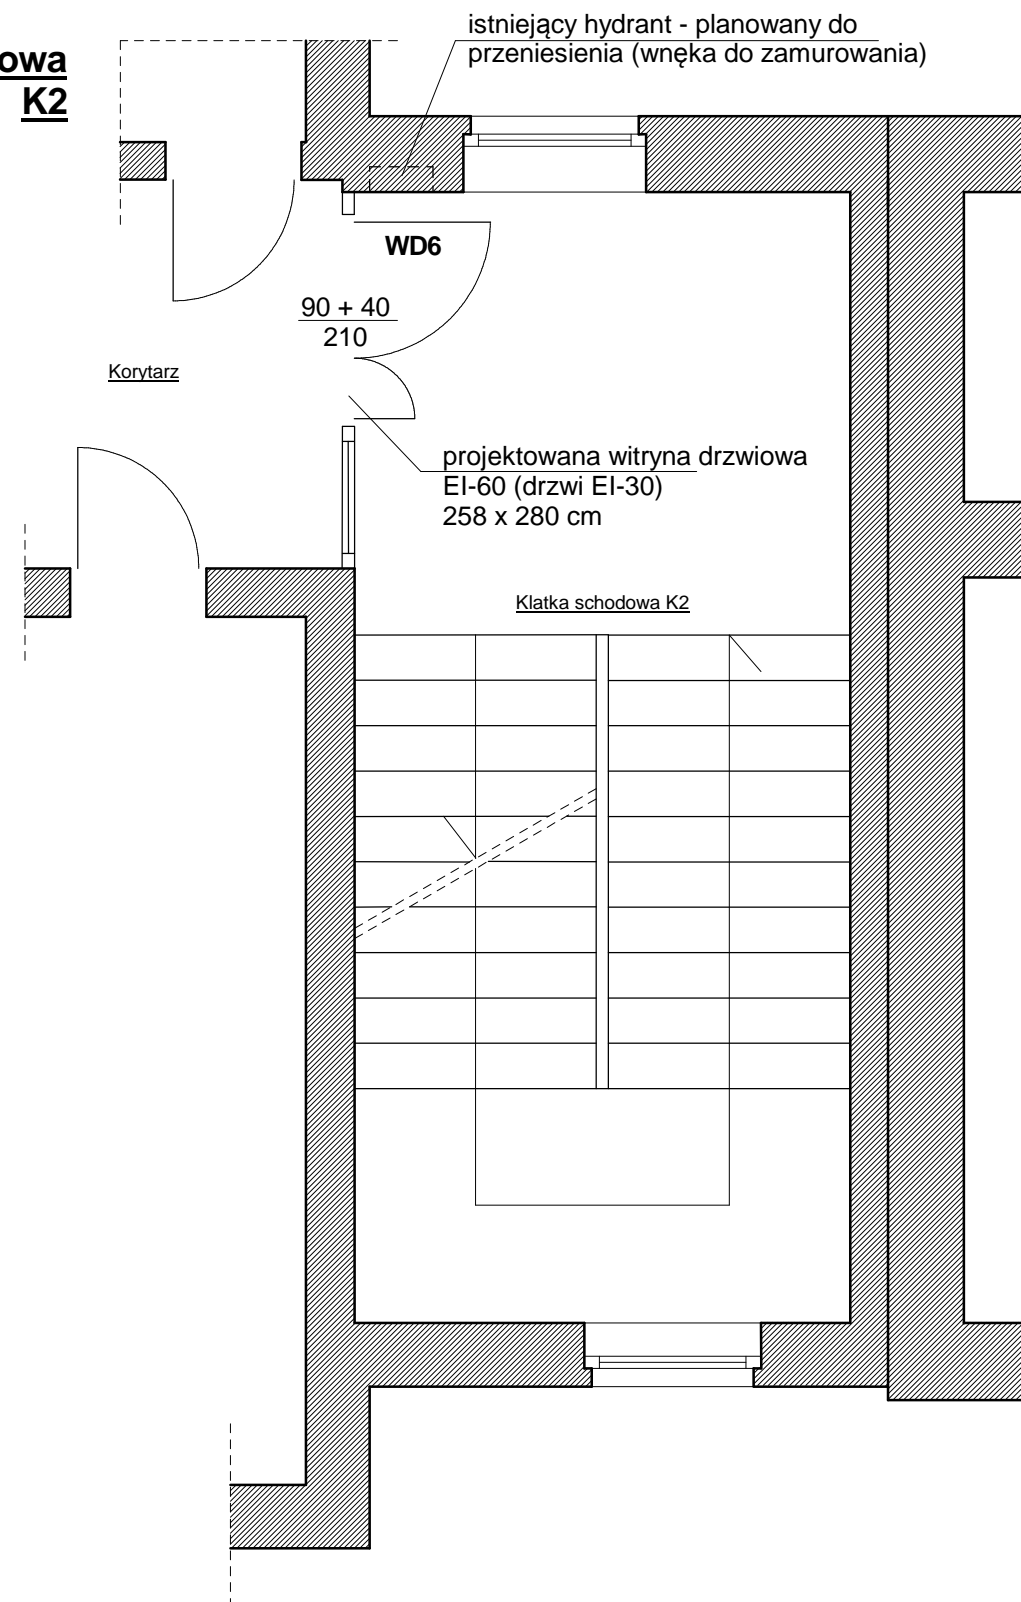 istniejący hydrant - planowany do
przeniesienia (wnęka do zamurowania)
owa
K2
WD6
90 + 40
210
Korytarz
projektowana witryna drzwiowa
EI-60 (drzwi EI-30)
258 x 280 cm
Klatka schodowa K2